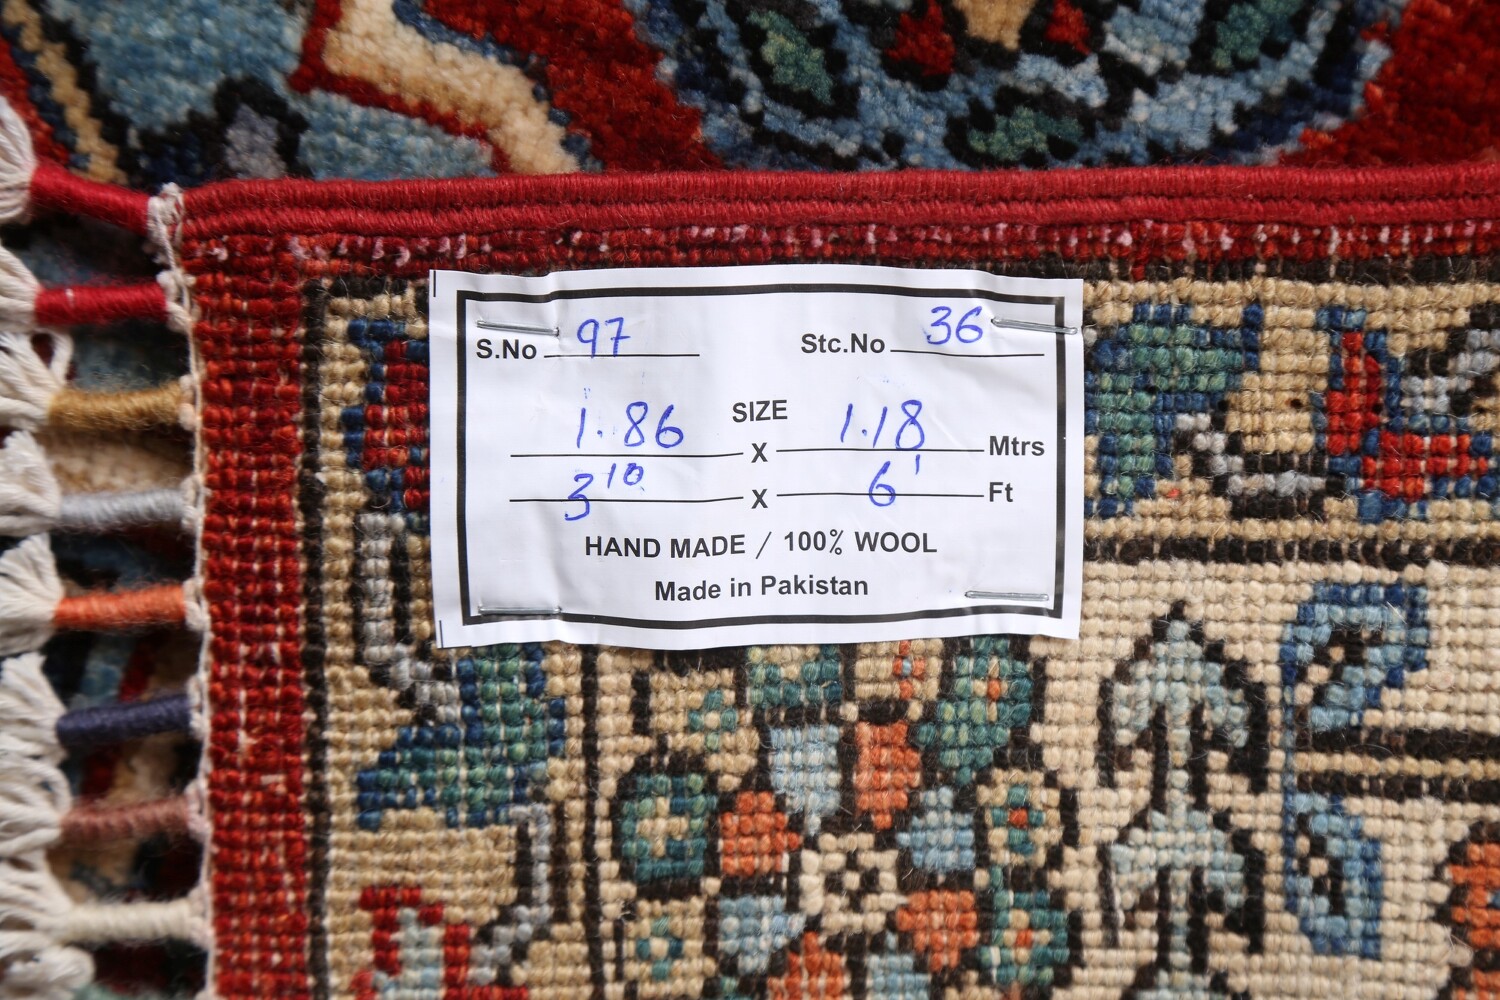 S.No 97 Stc.No 36
SIZE
1.86 X 1.18 Mtrs
3'10 X 6' Ft
HAND MADE / 100% WOOL
Made in Pakistan